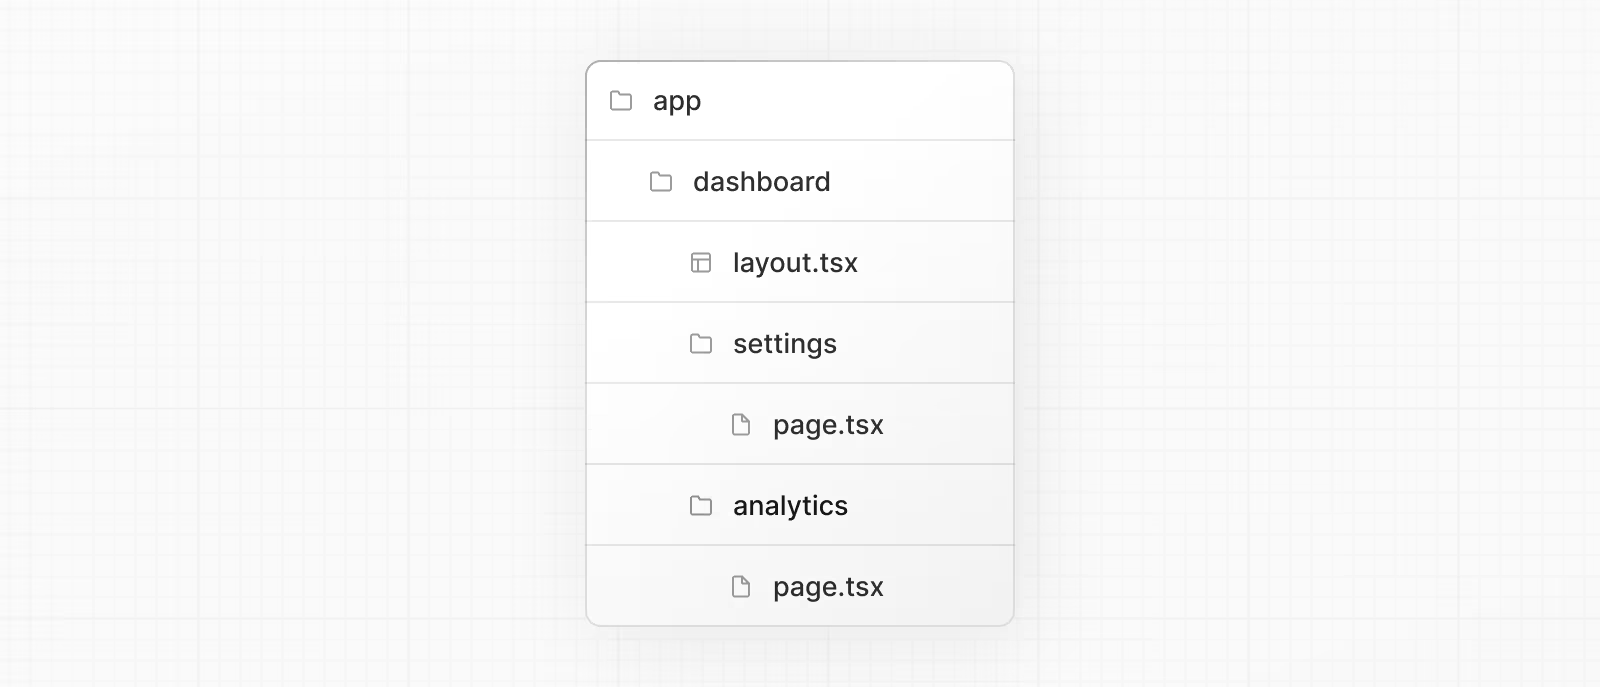 app
dashboard
layout.tsx
settings
page.tsx
analytics
page.tsx